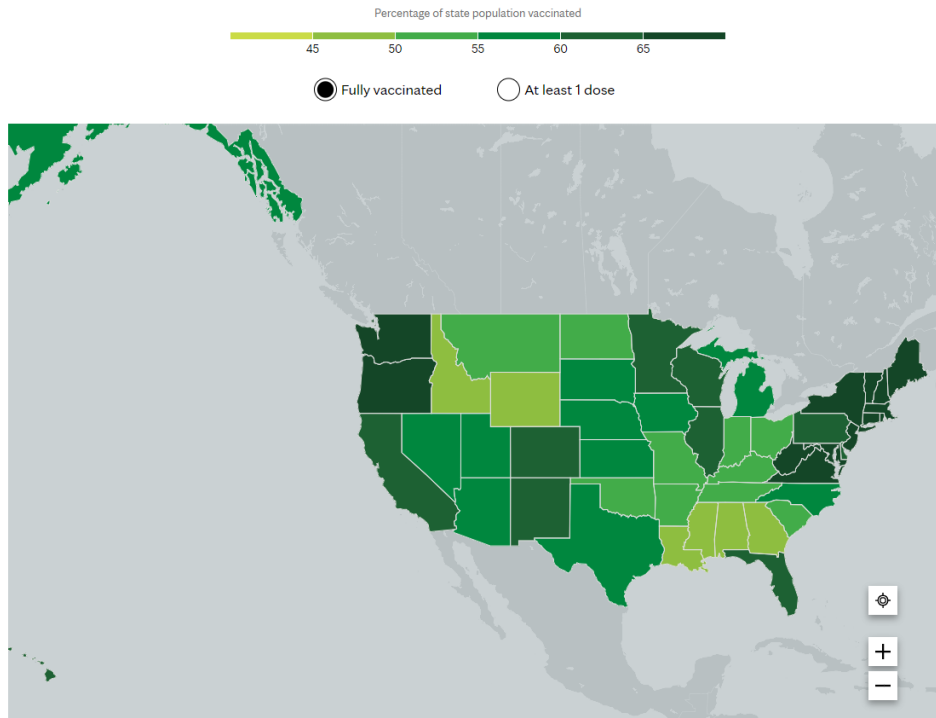 Percentage of state population vaccinated
45 50 55 60 65
Fully vaccinated At least 1 dose
+
−